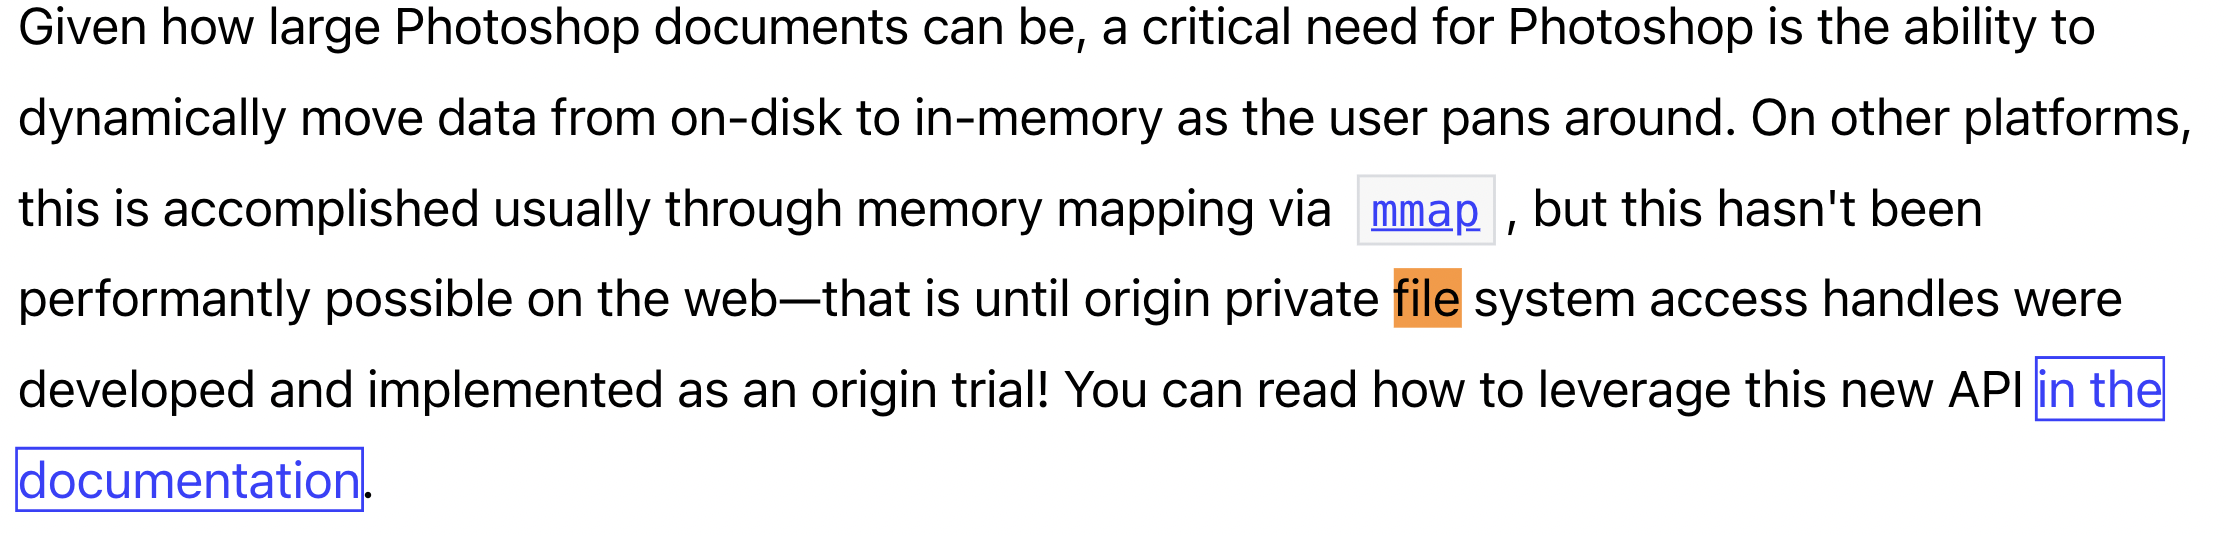 Given how large Photoshop documents can be, a critical need for Photoshop is the ability to
dynamically move data from on-disk to in-memory as the user pans around. On other platforms,
this is accomplished usually through memory mapping via mmap , but this hasn't been
performantly possible on the web—that is until origin private file system access handles were
developed and implemented as an origin trial! You can read how to leverage this new API in the
documentation.